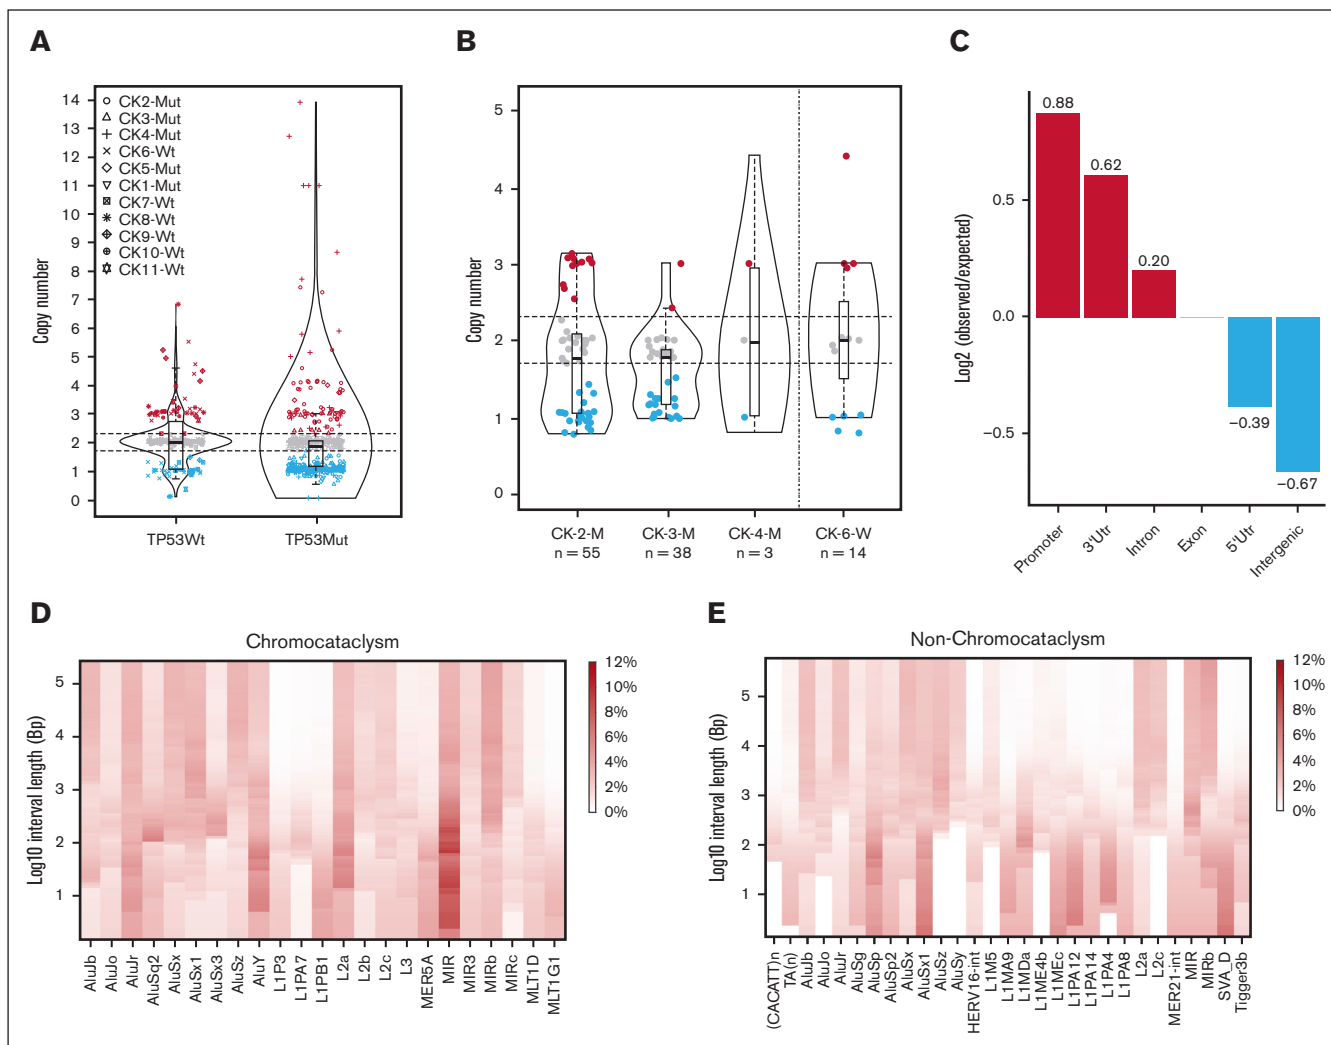 A
B
C
Copy number
14
13
12
11
10
9
8
7
6
5
4
3
2
1
0
CK2-Mut
CK3-Mut
CK4-Mut
CK6-Wt
CK5-Mut
CK1-Mut
CK7-Wt
CK8-Wt
CK9-Wt
CK10-Wt
CK11-Wt
TP53Wt
TP53Mut
Copy number
5
4
3
2
1
0
CK-2-M
n = 55
CK-3-M
n = 38
CK-4-M
n = 3
CK-6-W
n = 14
Log2 (observed/expected)
0.5
0.0
−0.5
0.88
0.62
0.20
−0.39
−0.67
Promoter
3'Utr
Intron
Exon
5'Utr
Intergenic
D
Chromocataclysm
Log10 interval length (Bp)
5
4
3
2
1
AluJb
AluJo
AluJr
AluSq2
AluSx
AluSx1
AluSx3
AluSz
AluY
L1P3
L1PA7
L1PB1
L2a
L2b
L2c
L3
MER5A
MIR
MIR3
MIRb
MIRc
MLT1D
MLT1G1
12%
10%
8%
6%
4%
2%
0%
E
Non-Chromocataclysm
Log10 interval length (Bp)
5
4
3
2
1
(CACATT)n
TA(n)
AluJb
AluJo
AluJr
AluSg
AluSp
AluSp2
AluSx
AluSx1
AluSz
AluSy
HERV16-int
L1M5
L1MA9
L1MDa
L1ME4b
L1MEc
L1PA12
L1PA14
L1PA4
L1PA8
L2a
L2c
MER21-int
MIR
MIRb
SVA_D
Tigger3b
12%
10%
8%
6%
4%
2%
0%